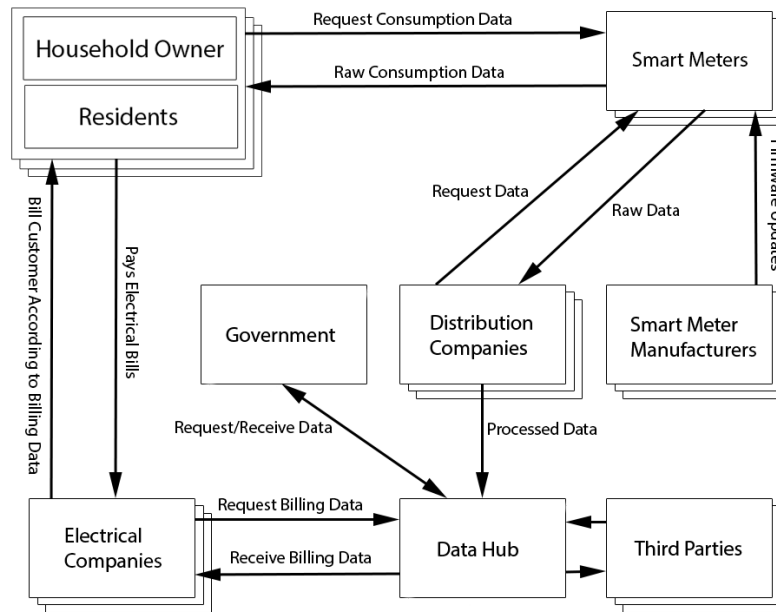 Household Owner
Residents
Request Consumption Data
Raw Consumption Data
Smart Meters
Request Data
Raw Data
Firmware Updates
Bill Customer According to Billing Data
Pays Electrical Bills
Government
Distribution
Companies
Smart Meter
Manufacturers
Request/Receive Data
Processed Data
Electrical
Companies
Request Billing Data
Receive Billing Data
Data Hub
Third Parties